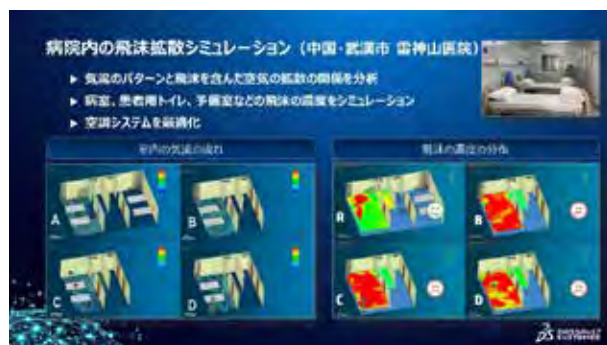 病院内の飛沫拡散シミュレーション（中国・武漢市 雷神山医院）
▶ 気流のパターンと飛沫を含んだ空気の拡散の関係を分析
▶ 病室、患者用トイレ、予備室などの飛沫の濃度をシミュレーション
▶ 空調システムを最適化
室内の気流の流れ
飛沫の濃度の分布
A
B
B
C
D
C
D
DASSAULT SYSTEMES